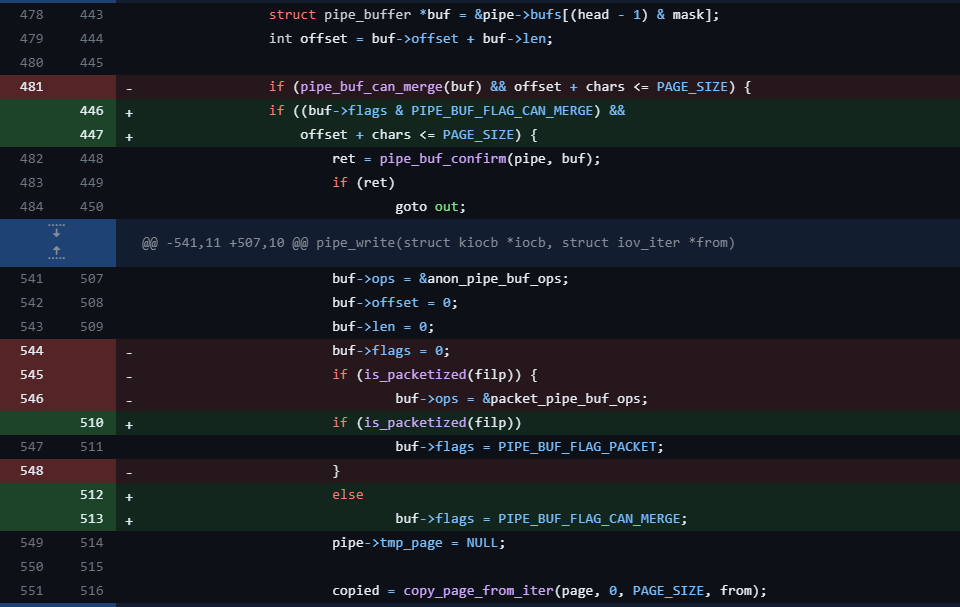 478 443 struct pipe_buffer *buf = &pipe->bufs[(head - 1) & mask];
479 444 int offset = buf->offset + buf->len;
480 445
481 - if (pipe_buf_can_merge(buf) && offset + chars <= PAGE_SIZE) {
446 + if ((buf->flags & PIPE_BUF_FLAG_CAN_MERGE) &&
447 + offset + chars <= PAGE_SIZE) {
482 448 ret = pipe_buf_confirm(pipe, buf);
483 449 if (ret)
484 450 goto out;
@@ -541,11 +507,10 @@ pipe_write(struct kiocb *iocb, struct iov_iter *from)
541 507 buf->ops = &anon_pipe_buf_ops;
542 508 buf->offset = 0;
543 509 buf->len = 0;
544 - buf->flags = 0;
545 - if (is_packetized(filp)) {
546 - buf->ops = &packet_pipe_buf_ops;
510 + if (is_packetized(filp))
547 511 buf->flags = PIPE_BUF_FLAG_PACKET;
548 - }
512 + else
513 + buf->flags = PIPE_BUF_FLAG_CAN_MERGE;
549 514 pipe->tmp_page = NULL;
550 515
551 516 copied = copy_page_from_iter(page, 0, PAGE_SIZE, from);